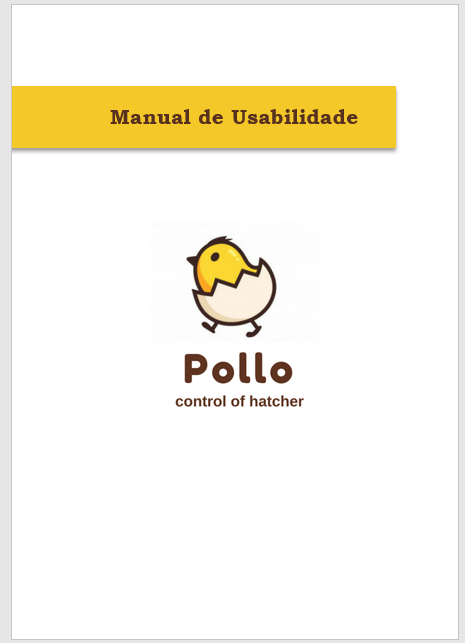 Manual de Usabilidade
Pollo
control of hatcher